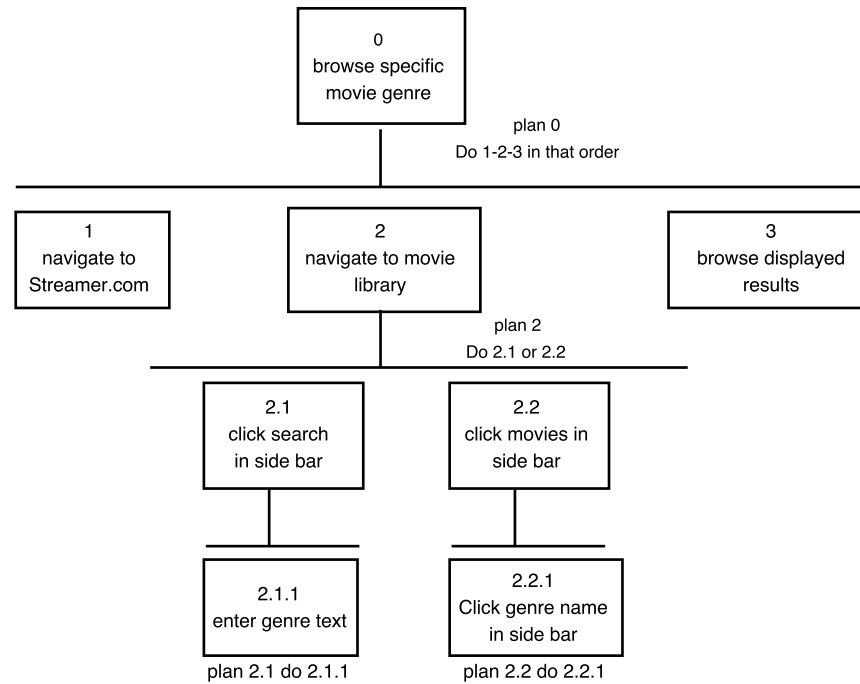 0
browse specific
movie genre
plan 0
Do 1-2-3 in that order
1
navigate to
Streamer.com
2
navigate to movie
library
3
browse displayed
results
plan 2
Do 2.1 or 2.2
2.1
click search
in side bar
2.2
click movies in
side bar
2.1.1
enter genre text
2.2.1
Click genre name
in side bar
plan 2.1 do 2.1.1
plan 2.2 do 2.2.1